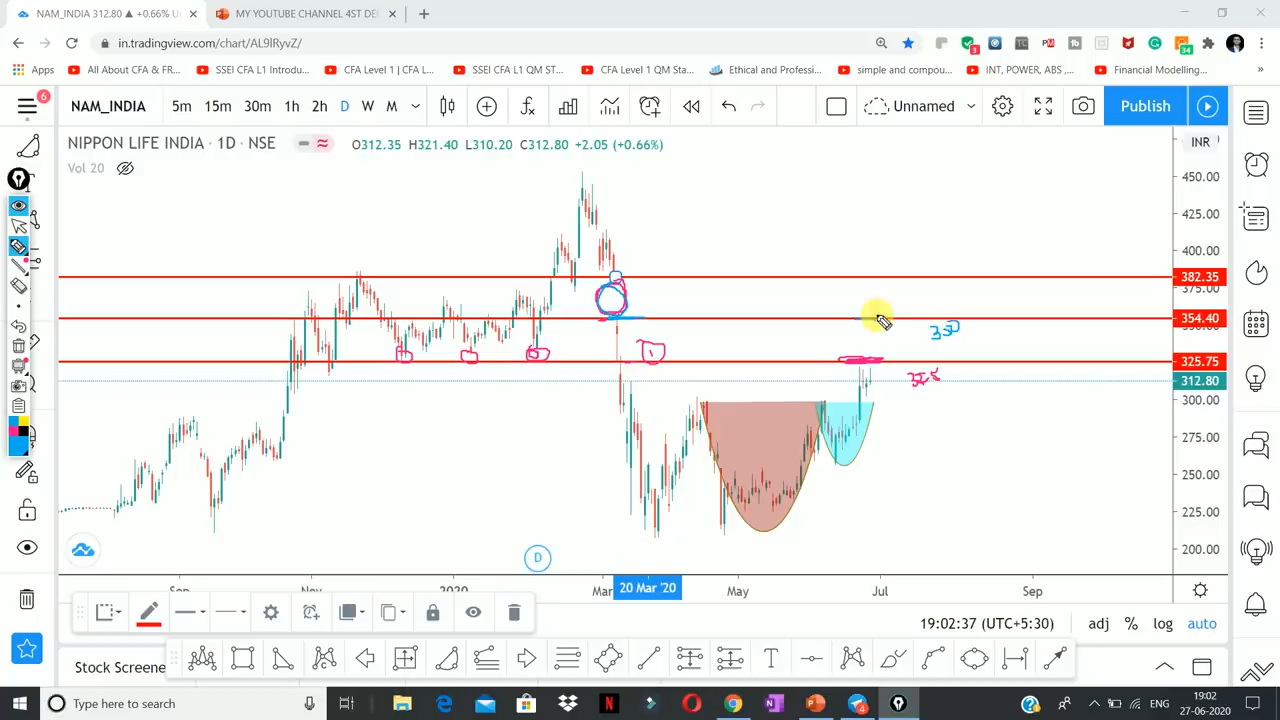 NAM_INDIA 312.80 ▲ +0.66% U
MY YOUTUBE CHANNEL 4ST DE
in.tradingview.com/chart/AL9lRyvZ/
3
34
Apps
All About CFA & FR...
SSEI CFA L1 Introdu...
CFA Level 1 | CFA L...
SSEI CFA L1 QM ST...
CFA Level 1 QM Sta...
Ethical and Professi...
simple and compou...
INT, POWER, ABS ,...
Financial Modelling...
»
6
NAM_INDIA
5m 15m 30m 1h 2h D W M
Unnamed
Publish
NIPPON LIFE INDIA · 1D · NSE
O312.35 H321.40 L310.20 C312.80 +2.05 (+0.66%)
INR
Vol 20
450.00
425.00
400.00
382.35
375.00
354.40
350
325.75
325
312.80
300.00
275.00
250.00
225.00
200.00
D
Sep Nov 2020 Mar 20 Mar '20 May Jul Sep
19:02:37 (UTC+5:30) adj % log auto
Stock Screene
Type here to search
4
ENG
19:02
27-06-2020